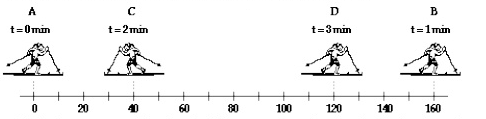 A C D B
t = 0 min t = 2 min t = 3 min t = 1 min
0 20 40 60 80 100 120 140 160